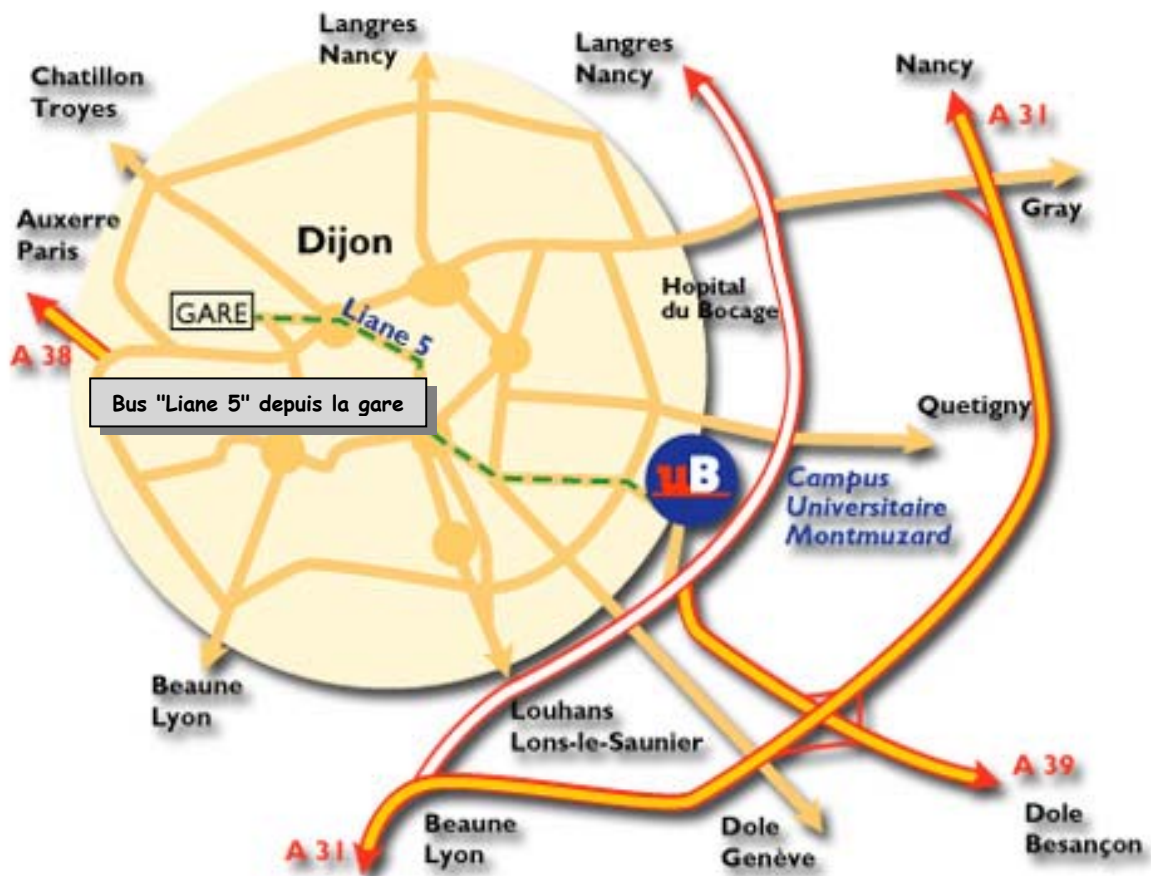 Langres
Nancy
Langres
Nancy
Nancy
Chatillon
Troyes
A 31
Auxerre
Paris
Gray
Dijon
Hopital
du Bocage
GARE
Liane 5
A 38
Bus "Liane 5" depuis la gare
Quetigny
uB
Campus
Universitaire
Montmuzard
Beaune
Lyon
Louhans
Lons-le-Saunier
A 39
A 31
Beaune
Lyon
Dole
Genève
Dole
Besançon